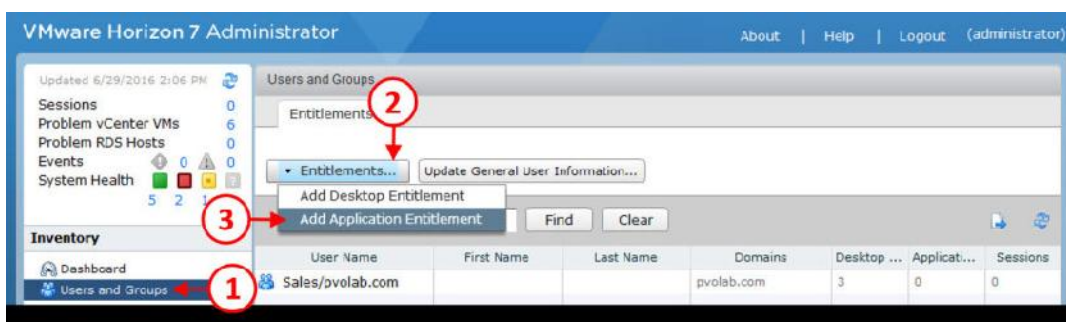 VMware Horizon 7 Administrator
About | Help | Logout (administrator)
Updated 6/29/2016 2:06 PM
Sessions 0
Problem vCenter VMs 6
Problem RDS Hosts 0
Events 0 0
System Health
5 2 1
Inventory
Dashboard
Users and Groups
1
Users and Groups
Entitlements
2
Entitlements...
Update General User Information...
Add Desktop Entitlement
Add Application Entitlement
3
Find
Clear
User Name First Name Last Name Domains Desktop ... Applicati... Sessions
Sales/pvolab.com pvolab.com 3 0 0